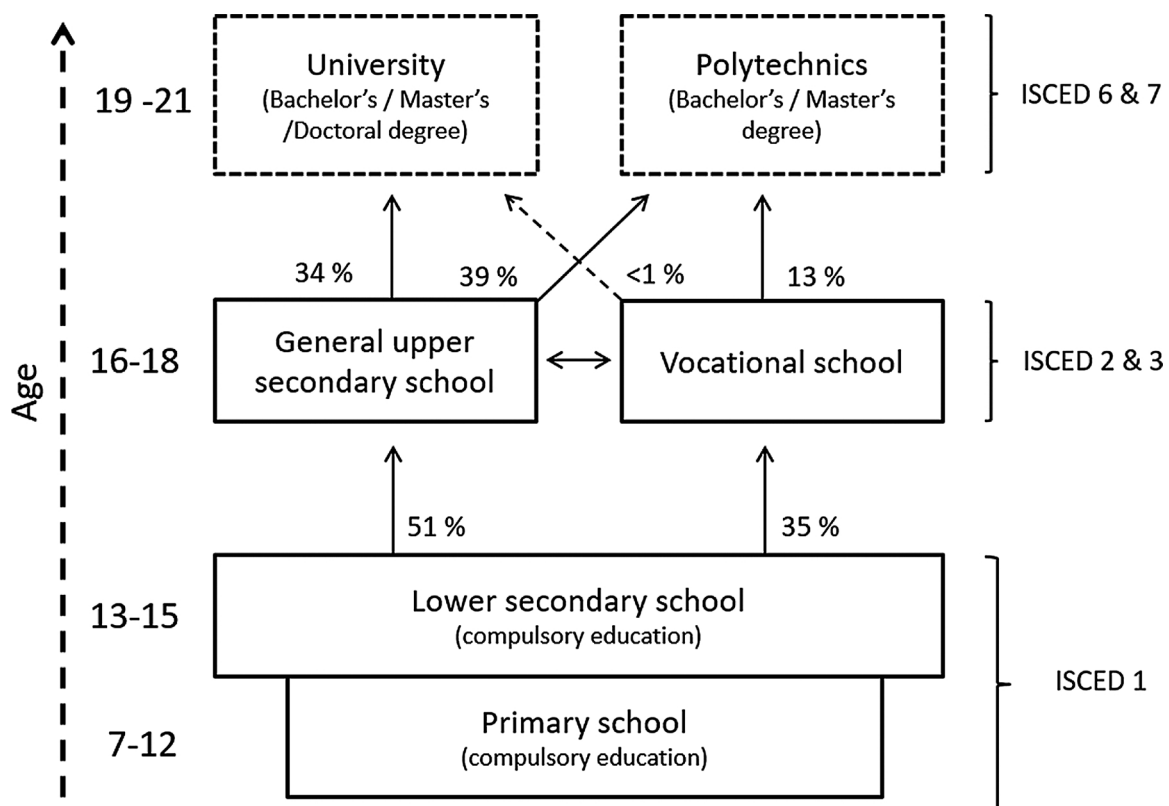 University
(Bachelor's / Master's
/Doctoral degree)
Polytechnics
(Bachelor's / Master's
degree)
19 -21
ISCED 6 & 7
34 %
39 %
<1 %
13 %
General upper
secondary school
Vocational school
16-18
ISCED 2 & 3
Age
51 %
35 %
Lower secondary school
(compulsory education)
13-15
ISCED 1
Primary school
(compulsory education)
7-12